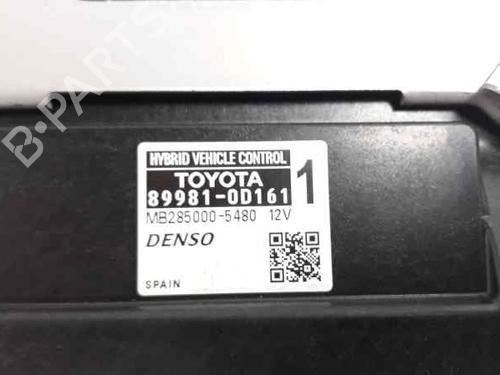 B-PARTS
HYBRID VEHICLE CONTROL
TOYOTA 1
89981-0D161
MB285000-5480 12V
DENSO
SPAIN